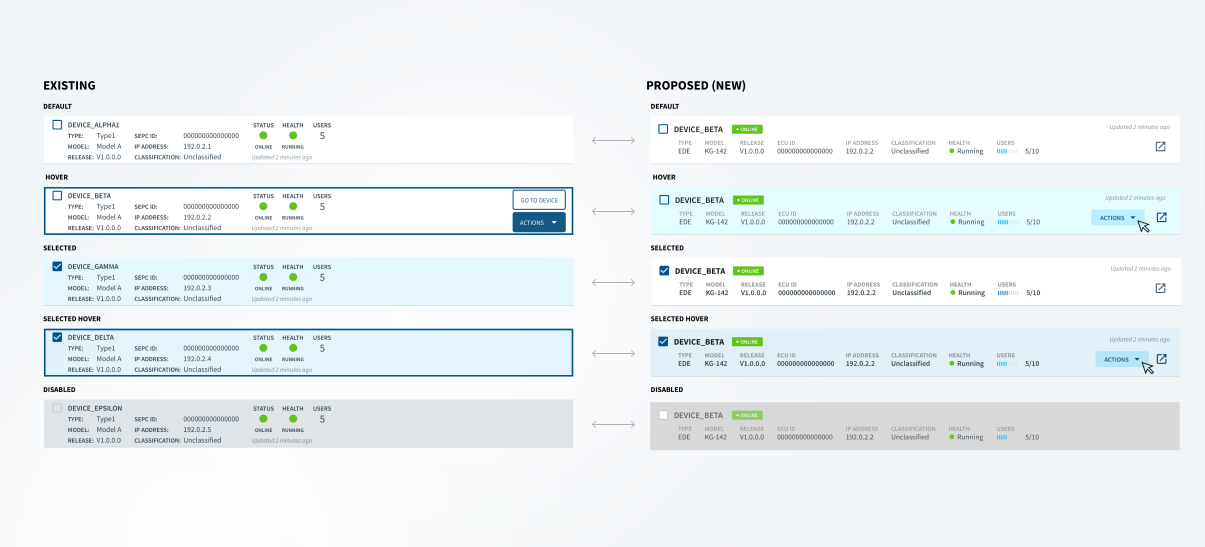 EXISTING
DEFAULT
DEVICE_ALPHA1
TYPE: Type1 SEPC ID: 000000000000000
MODEL: Model A IP ADDRESS: 192.0.2.1
RELEASE: V1.0.0.0 CLASSIFICATION: Unclassified
STATUS HEALTH USERS
5
ONLINE RUNNING
Updated 2 minutes ago
HOVER
DEVICE_BETA
TYPE: Type1 SEPC ID: 000000000000000
MODEL: Model A IP ADDRESS: 192.0.2.2
RELEASE: V1.0.0.0 CLASSIFICATION: Unclassified
STATUS HEALTH USERS
5
ONLINE RUNNING
Updated 2 minutes ago
GO TO DEVICE
ACTIONS
SELECTED
DEVICE_GAMMA
TYPE: Type1 SEPC ID: 000000000000000
MODEL: Model A IP ADDRESS: 192.0.2.3
RELEASE: V1.0.0.0 CLASSIFICATION: Unclassified
STATUS HEALTH USERS
5
ONLINE RUNNING
Updated 2 minutes ago
SELECTED HOVER
DEVICE_DELTA
TYPE: Type1 SEPC ID: 000000000000000
MODEL: Model A IP ADDRESS: 192.0.2.4
RELEASE: V1.0.0.0 CLASSIFICATION: Unclassified
STATUS HEALTH USERS
5
ONLINE RUNNING
Updated 2 minutes ago
DISABLED
DEVICE_EPSILON
TYPE: Type1 SEPC ID: 000000000000000
MODEL: Model A IP ADDRESS: 192.0.2.5
RELEASE: V1.0.0.0 CLASSIFICATION: Unclassified
STATUS HEALTH USERS
5
ONLINE RUNNING
Updated 2 minutes ago
PROPOSED (NEW)
DEFAULT
DEVICE_BETA ONLINE
Updated 2 minutes ago
TYPE MODEL RELEASE ECU ID IP ADDRESS CLASSIFICATION HEALTH USERS
EDE KG-142 V1.0.0.0 000000000000000 192.0.2.2 Unclassified Running 5/10
HOVER
DEVICE_BETA ONLINE
Updated 2 minutes ago
TYPE MODEL RELEASE ECU ID IP ADDRESS CLASSIFICATION HEALTH USERS
EDE KG-142 V1.0.0.0 000000000000000 192.0.2.2 Unclassified Running 5/10
ACTIONS
SELECTED
DEVICE_BETA ONLINE
Updated 2 minutes ago
TYPE MODEL RELEASE ECU ID IP ADDRESS CLASSIFICATION HEALTH USERS
EDE KG-142 V1.0.0.0 000000000000000 192.0.2.2 Unclassified Running 5/10
SELECTED HOVER
DEVICE_BETA ONLINE
Updated 2 minutes ago
TYPE MODEL RELEASE ECU ID IP ADDRESS CLASSIFICATION HEALTH USERS
EDE KG-142 V1.0.0.0 000000000000000 192.0.2.2 Unclassified Running 5/10
ACTIONS
DISABLED
DEVICE_BETA ONLINE
TYPE MODEL RELEASE ECU ID IP ADDRESS CLASSIFICATION HEALTH USERS
EDE KG-142 V1.0.0.0 000000000000000 192.0.2.2 Unclassified Running 5/10